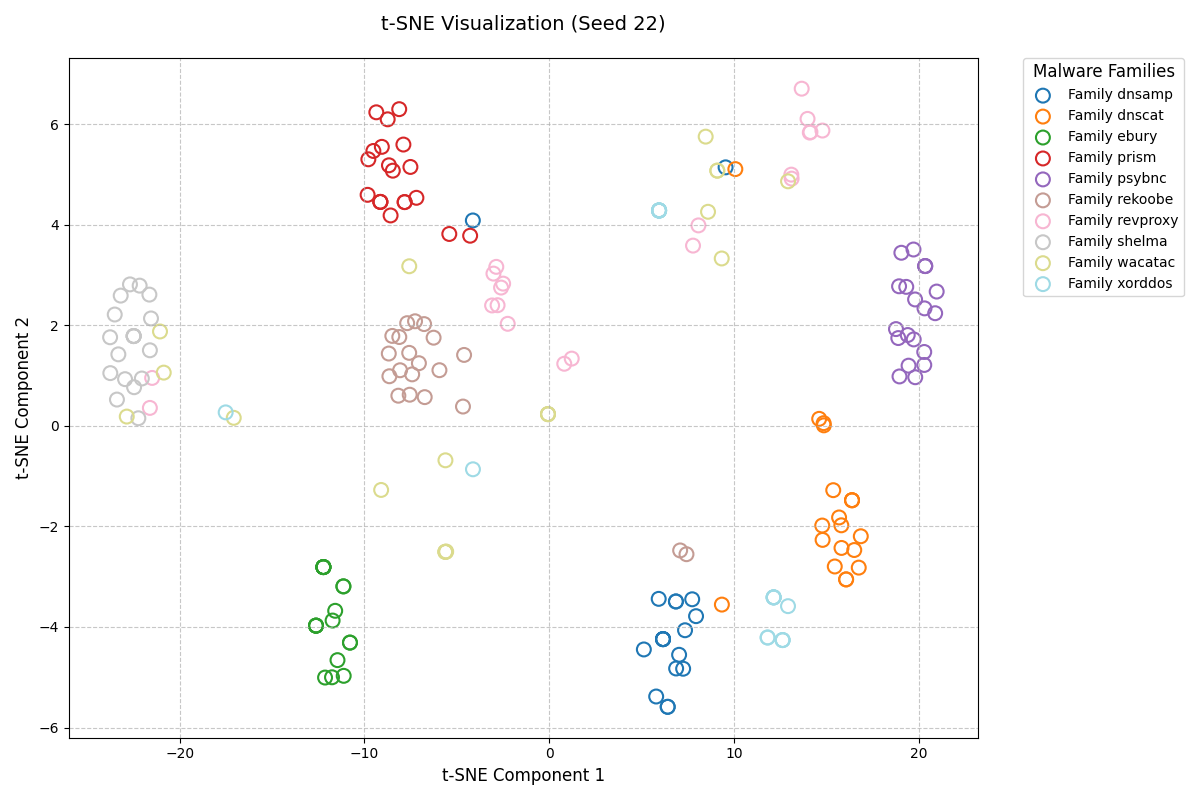 t-SNE Visualization (Seed 22)
Malware Families
Family dnsamp
Family dnscat
Family ebury
Family prism
Family psybnc
Family rekoobe
Family revproxy
Family shelma
Family wacatac
Family xorddos
t-SNE Component 2
6
4
2
0
−2
−4
−6
−20
−10
0
10
20
t-SNE Component 1